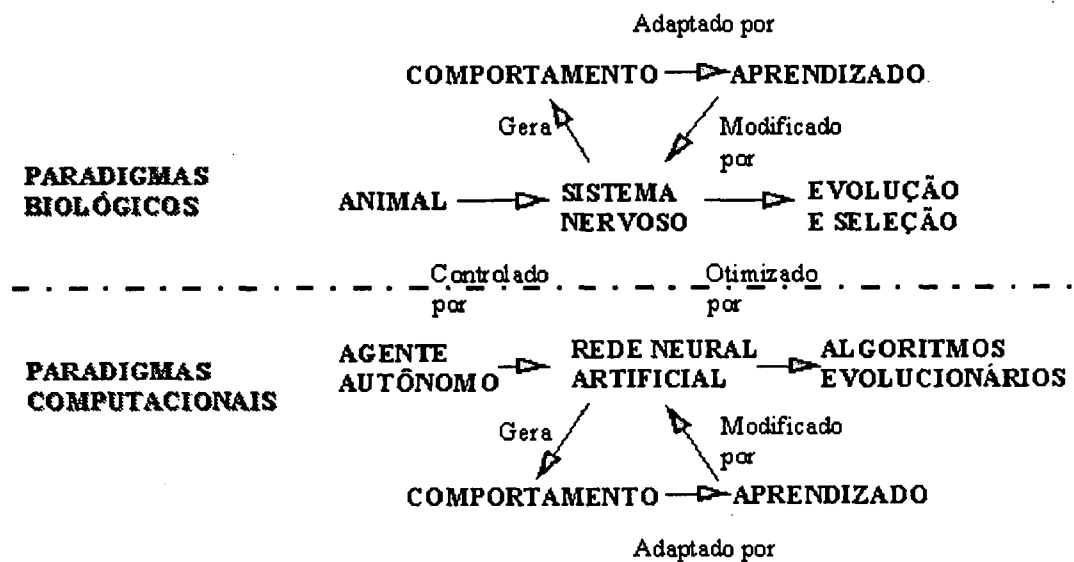 Adaptado por
COMPORTAMENTO APRENDIZADO
Gera
Modificado
por
PARADIGMAS
BIOLÓGICOS
ANIMAL
SISTEMA
NERVOSO
EVOLUÇÃO
E SELEÇÃO
Controlado
por
Otimizado
por
PARADIGMAS
COMPUTACIONAIS
AGENTE
AUTÔNOMO
REDE NEURAL
ARTIFICIAL
ALGORITMOS
EVOLUCIONÁRIOS
Gera
Modificado
por
COMPORTAMENTO APRENDIZADO
Adaptado por